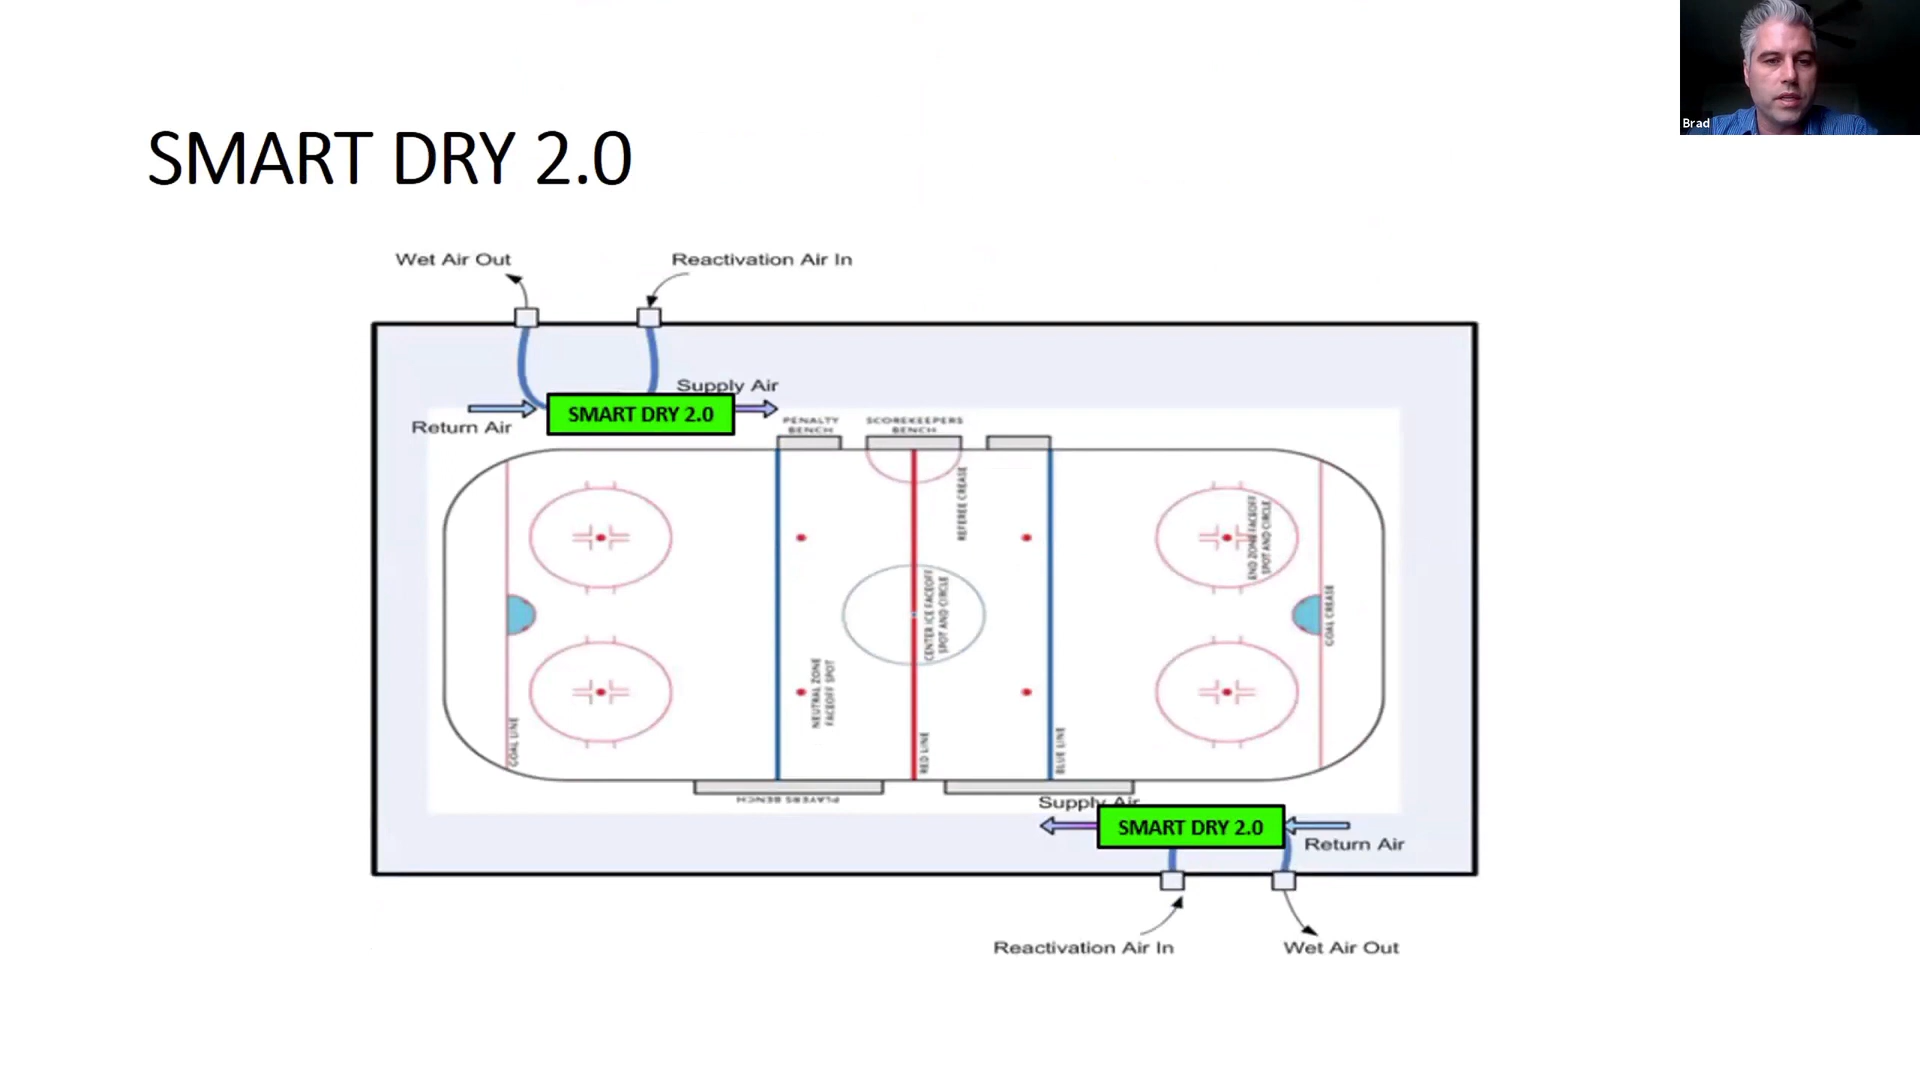 Brad
SMART DRY 2.0
Wet Air Out
Reactivation Air In
Supply Air
SMART DRY 2.0
Return Air
PENALTY
BENCH
SCOREKEEPERS
BENCH
REFEREE CREASE
END ZONE FACEOFF
SPOT AND CIRCLE
CENTER ICE FACEOFF
SPOT AND CIRCLE
GOAL CREASE
NEUTRAL ZONE
FACEOFF SPOT
GOAL LINE
RED LINE
BLUE LINE
PLAYERS BENCH
Supply Air
SMART DRY 2.0
Return Air
Reactivation Air In
Wet Air Out